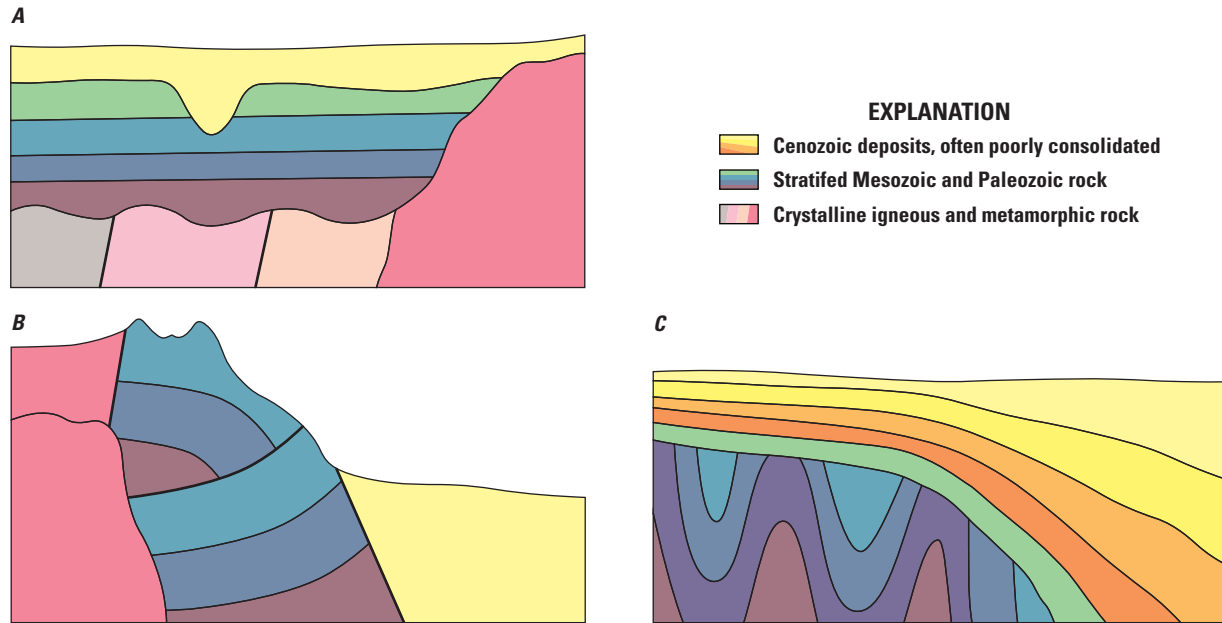 A
EXPLANATION
Cenozoic deposits, often poorly consolidated
Stratifed Mesozoic and Paleozoic rock
Crystalline igneous and metamorphic rock
B
C